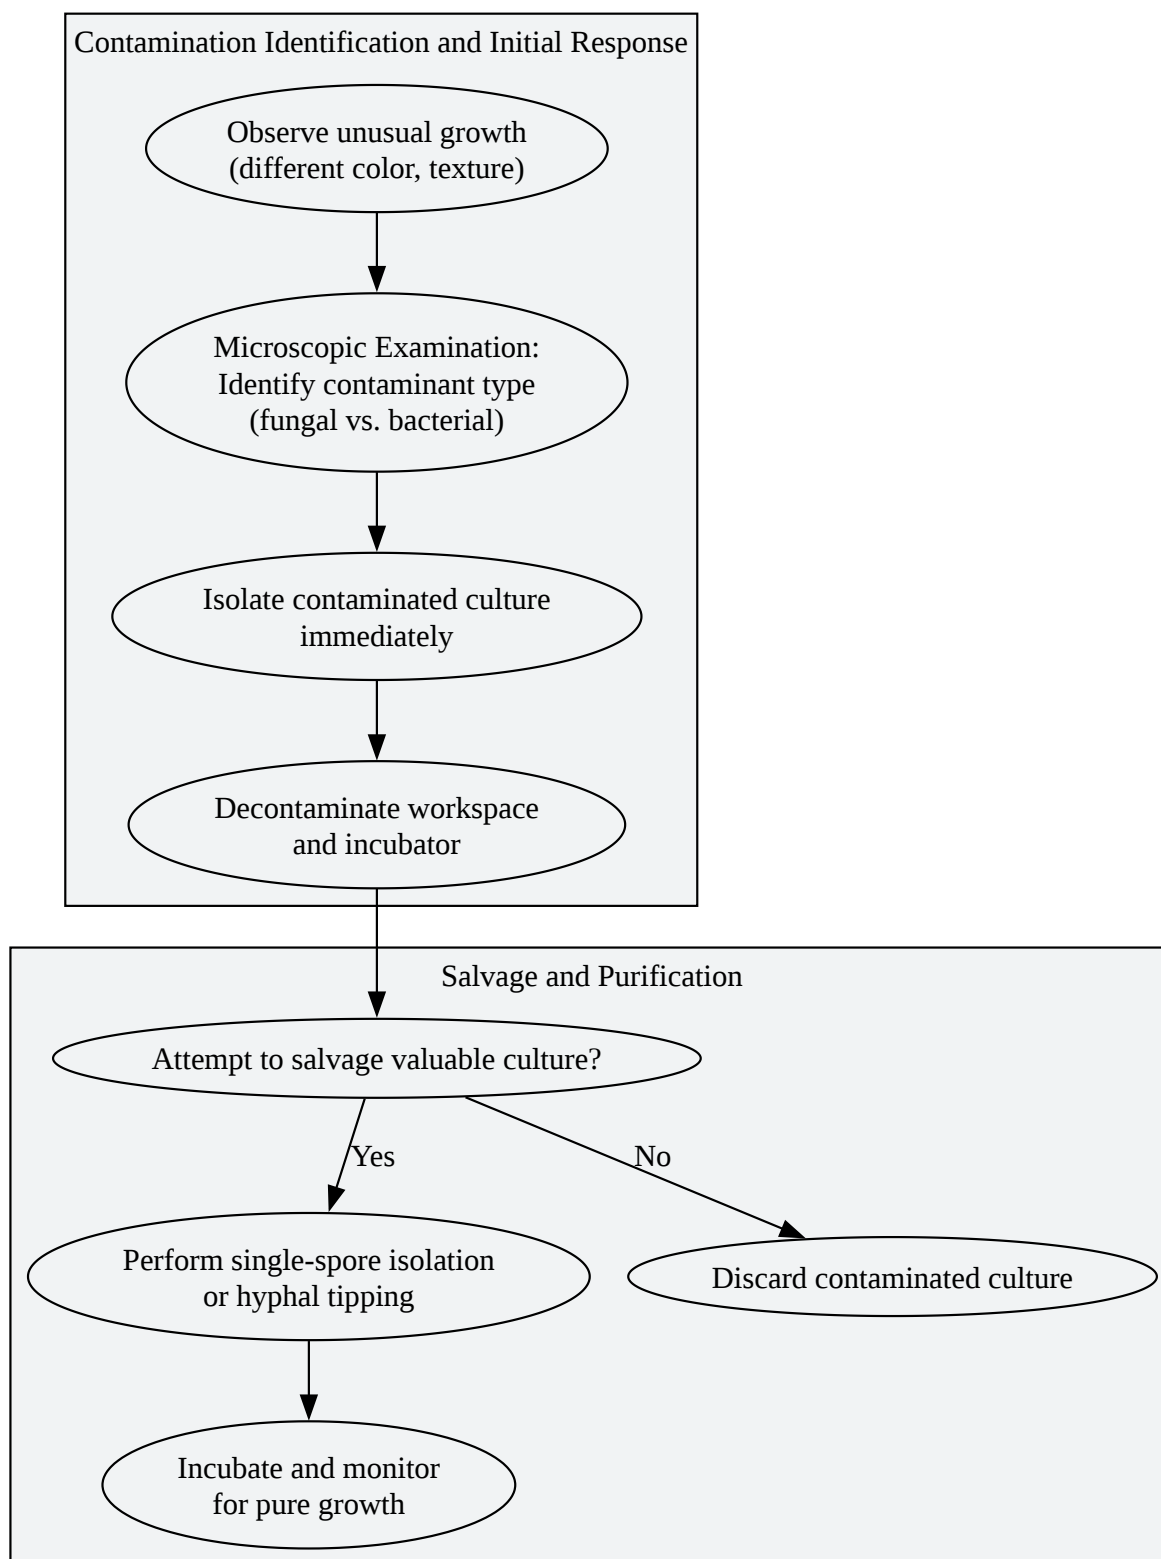 Contamination Identification and Initial Response
Observe unusual growth
(different color, texture)
Microscopic Examination:
Identify contaminant type
(fungal vs. bacterial)
Isolate contaminated culture
immediately
Decontaminate workspace
and incubator
Salvage and Purification
Attempt to salvage valuable culture?
Yes
No
Perform single-spore isolation
or hyphal tipping
Discard contaminated culture
Incubate and monitor
for pure growth